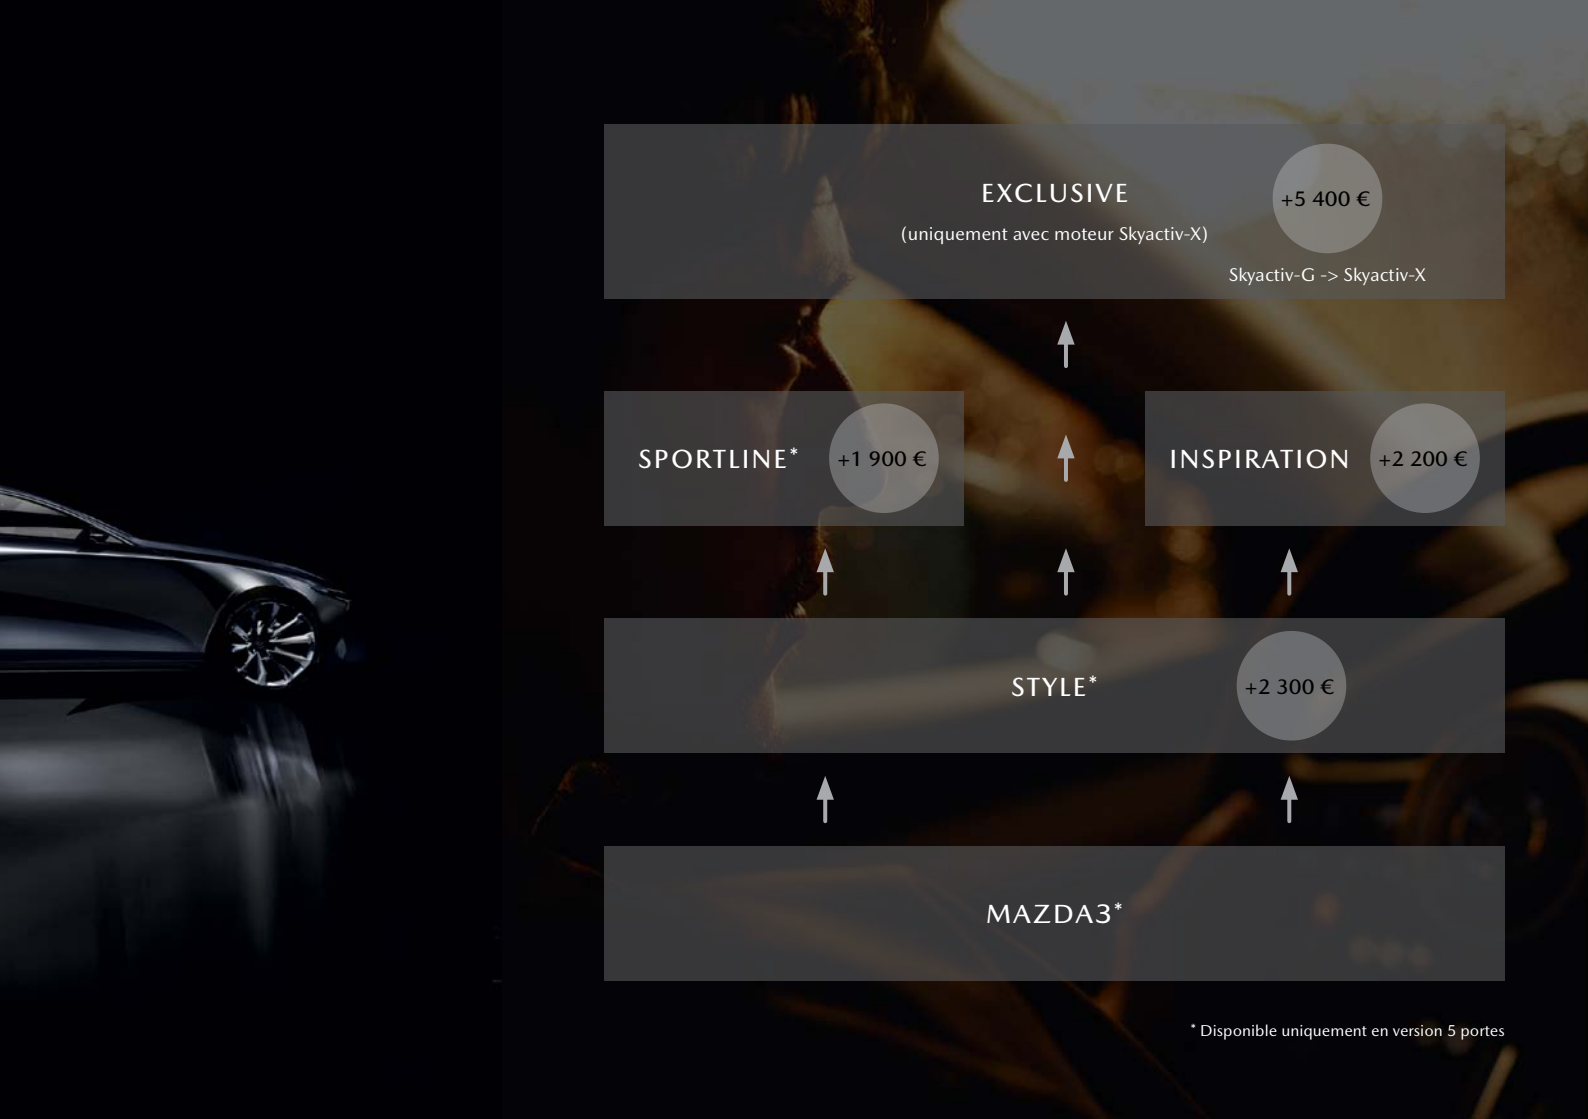 EXCLUSIVE
(uniquement avec moteur Skyactiv-X)
+5 400 €
Skyactiv-G -> Skyactiv-X
SPORTLINE*
+1 900 €
INSPIRATION
+2 200 €
STYLE*
+2 300 €
MAZDA3*
* Disponible uniquement en version 5 portes